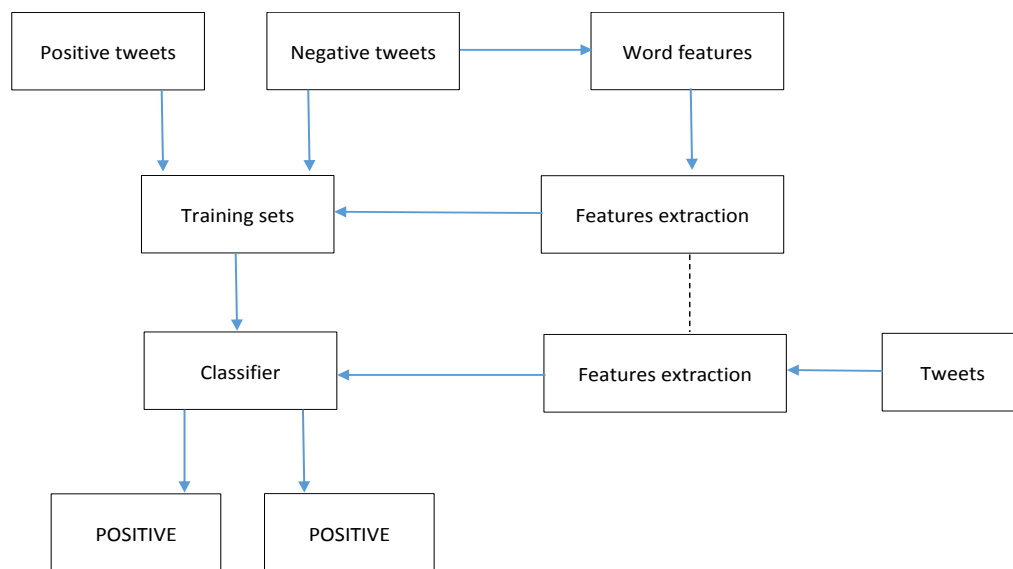 Positive tweets
Negative tweets
Word features
Training sets
Features extraction
Classifier
Features extraction
Tweets
POSITIVE
POSITIVE